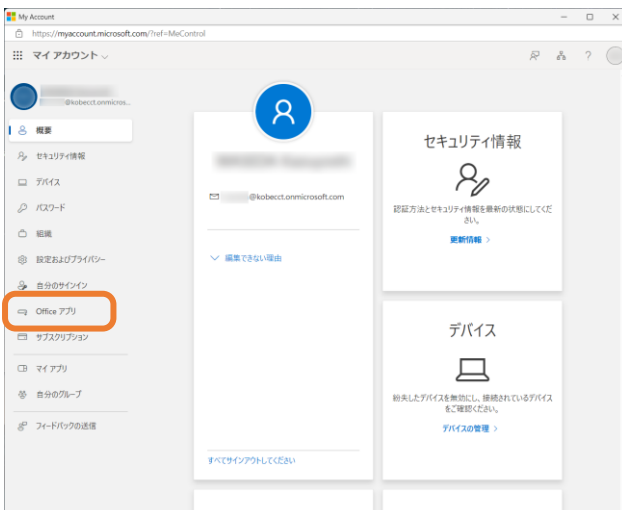 My Account
https://myaccount.microsoft.com/?ref=MeControl
マイ アカウント
?
@kobecct.onmicros...
概要
セキュリティ情報
デバイス
パスワード
組織
設定およびプライバシー
自分のサインイン
Office アプリ
サブスクリプション
マイ アプリ
自分のグループ
フィードバックの送信
@kobecct.onmicrosoft.com
編集できない理由
すべてサインアウトしてください
セキュリティ情報
認証方法とセキュリティ情報を最新の状態にしてくだ
さい。
更新情報 >
デバイス
紛失したデバイスを無効にし、接続されているデバイス
をご確認ください。
デバイスの管理 >